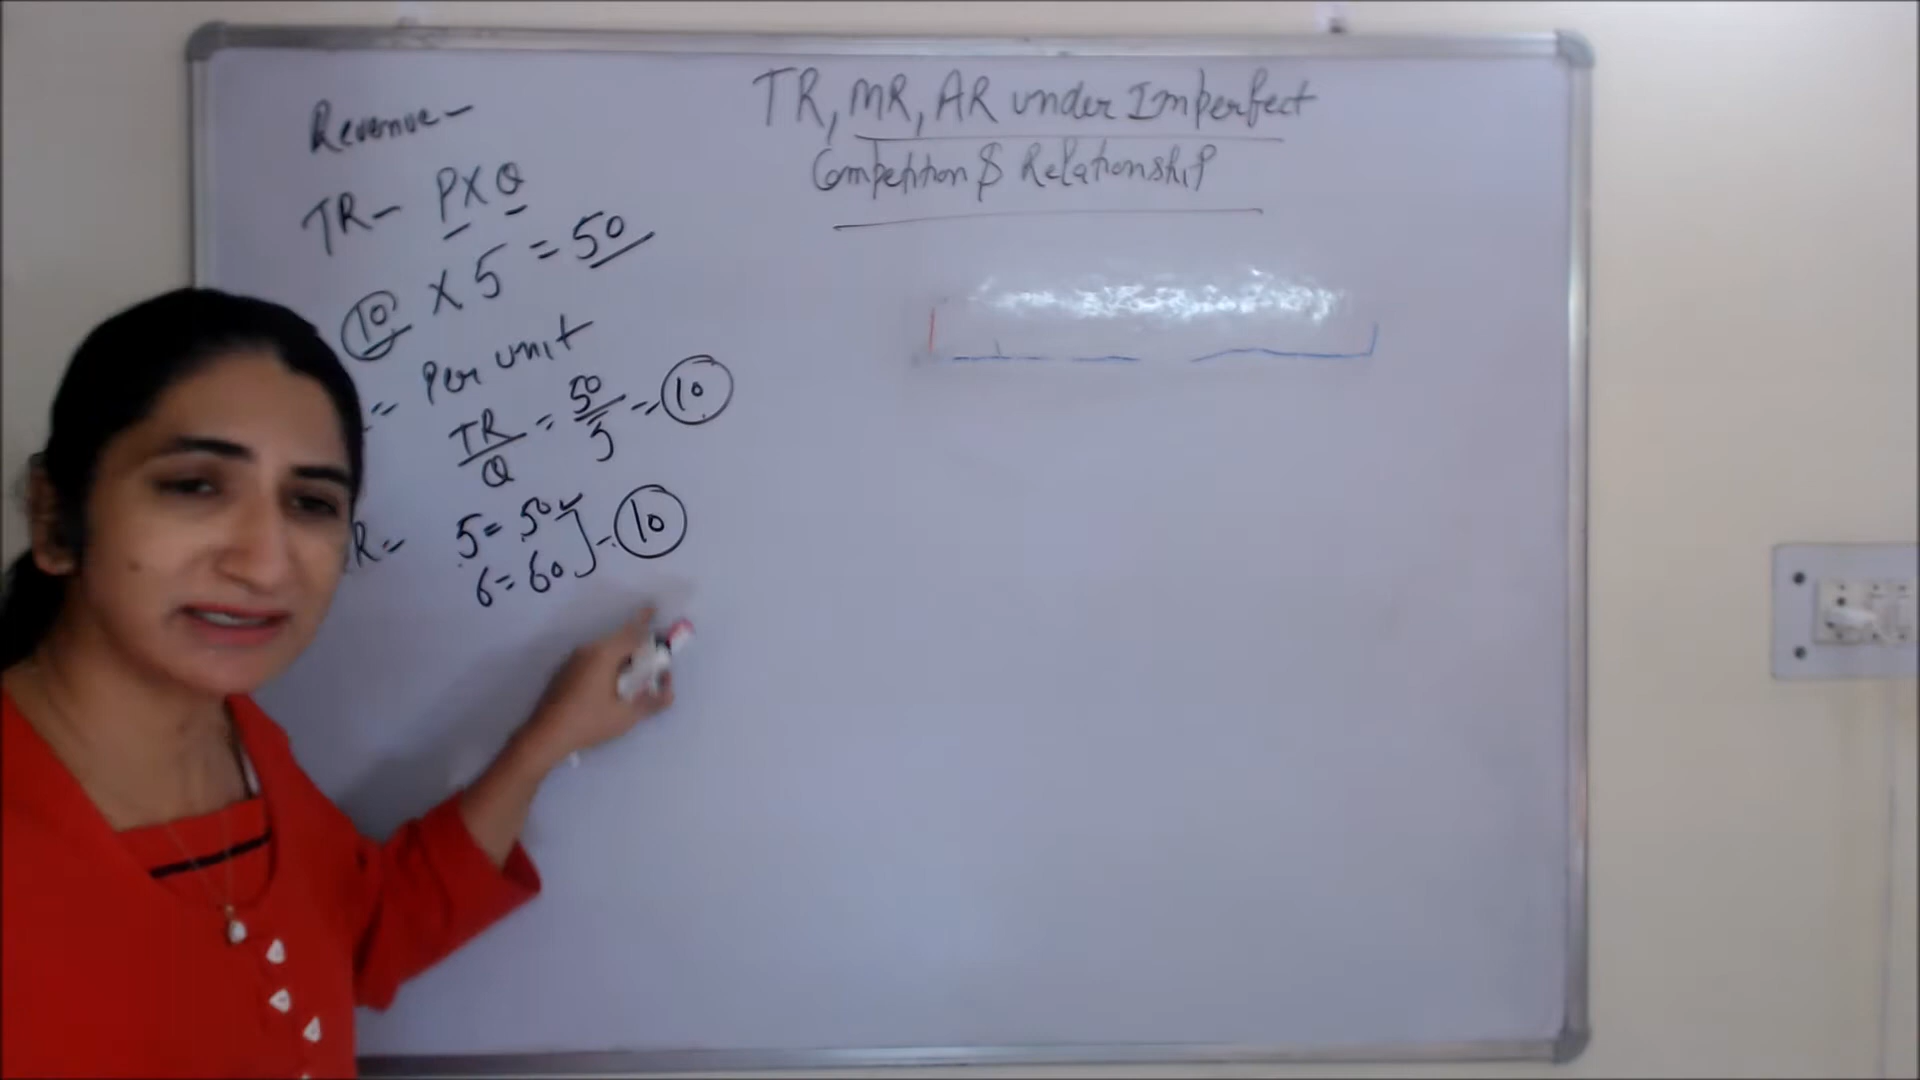 Revenue -
TR - P X Q
10 X 5 = 50
= Per unit
TR/Q = 50/5 = 10
R = 5 = 50
6 = 60 - 10
TR, MR, AR under Imperfect
Competition & Relationship